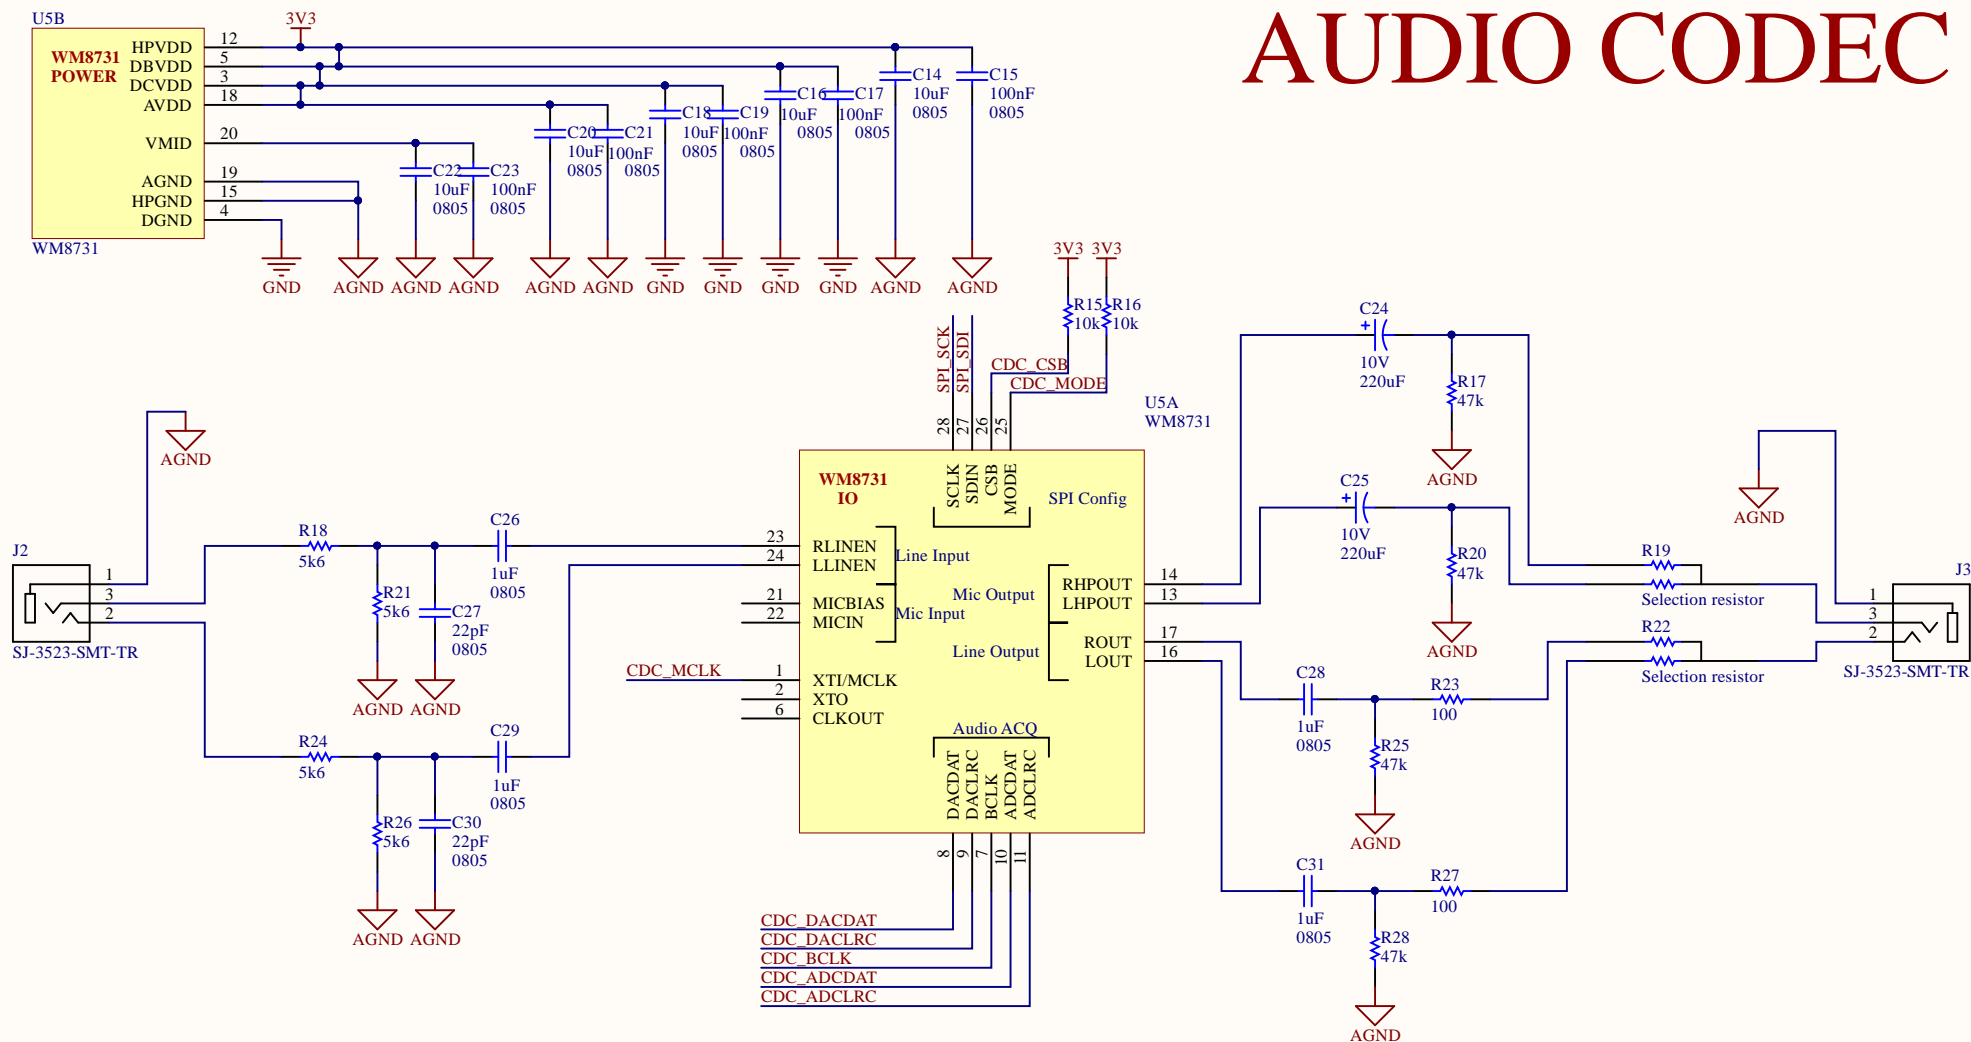 AUDIO CODEC
U5B
WM8731
POWER
HPVDD 12
DBVDD 5
DCVDD 3
AVDD 18
VMID 20
AGND 19
HPGND 15
DGND 4
WM8731
3V3
C14
10uF
0805
C15
100nF
0805
C16
10uF
0805
C17
100nF
0805
C18
10uF
0805
C19
100nF
0805
C20
10uF
0805
C21
100nF
0805
C22
10uF
0805
C23
100nF
0805
GND AGND AGND AGND AGND AGND GND GND GND GND AGND AGND
3V3 3V3
R15
10k
R16
10k
SPI_SCK
SPI_SDI
CDC_CSB
CDC_MODE
U5A
WM8731
28 27 26 25
WM8731
IO
SCLK
SDIN
CSB
MODE
SPI Config
23 RLINEN
24 LLINEN
Line Input
21 MICBIAS
22 MICIN
Mic Input
CDC_MCLK
1 XTI/MCLK
2 XTO
6 CLKOUT
Mic Output
RHPOUT 14
LHPOUT 13
Line Output
ROUT 17
LOUT 16
Audio ACQ
DACDAT
DACLRC
BCLK
ADCDAT
ADCLRC
8 9 7 10 11
CDC_DACDAT
CDC_DACLRC
CDC_BCLK
CDC_ADCDAT
CDC_ADCLRC
AGND
J2
1
3
2
SJ-3523-SMT-TR
R18
5k6
R21
5k6
C26
1uF
0805
C27
22pF
0805
AGND AGND
R24
5k6
R26
5k6
C29
1uF
0805
C30
22pF
0805
AGND AGND
C24
+
10V
220uF
R17
47k
AGND
C25
+
10V
220uF
R20
47k
AGND
R19
Selection resistor
R22
Selection resistor
C28
1uF
0805
R23
100
R25
47k
AGND
C31
1uF
0805
R27
100
R28
47k
AGND
AGND
J3
1
3
2
SJ-3523-SMT-TR